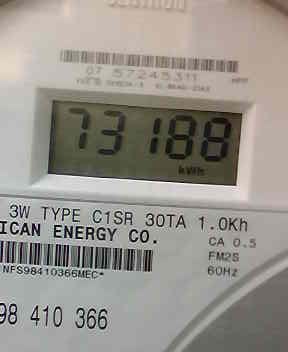 07 57245311
73188
kWh
3W TYPE C1SR 30TA 1.0Kh
ICAN ENERGY CO.
CA 0.5
FM2S
60Hz
NFS98410366MEC*
98 410 366